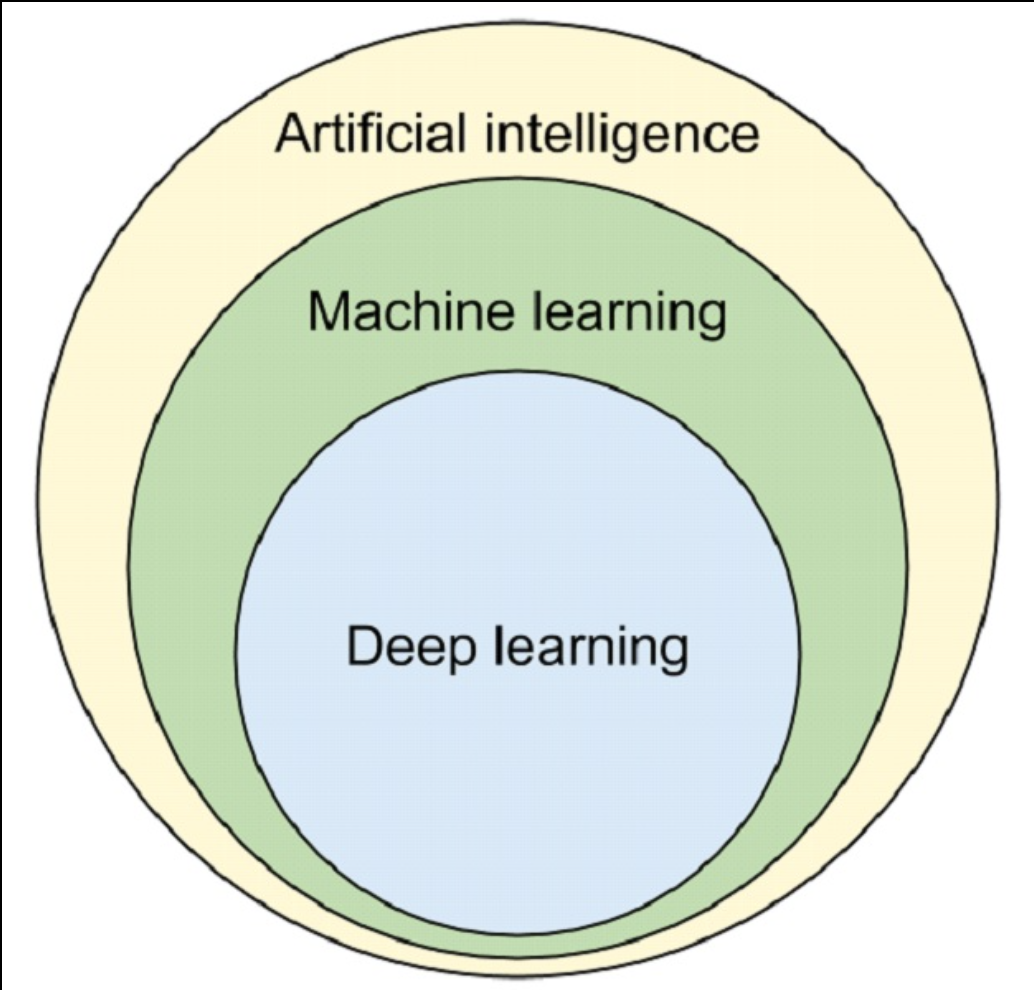 Artificial intelligence
Machine learning
Deep learning